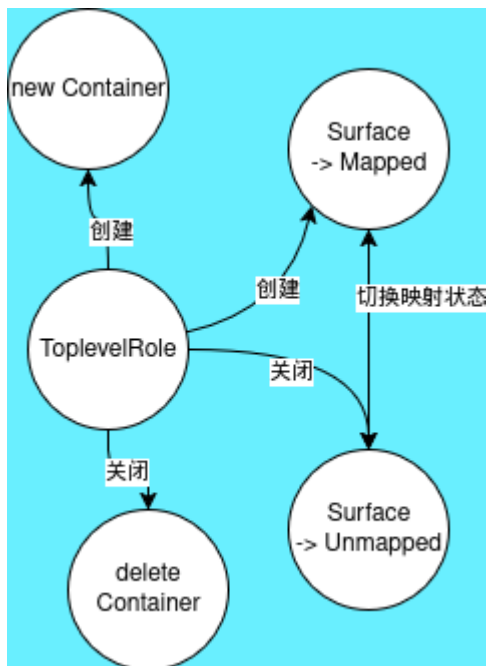 new Container
Surface
-> Mapped
创建
创建
切换映射状态
ToplevelRole
关闭
关闭
Surface
-> Unmapped
delete
Container